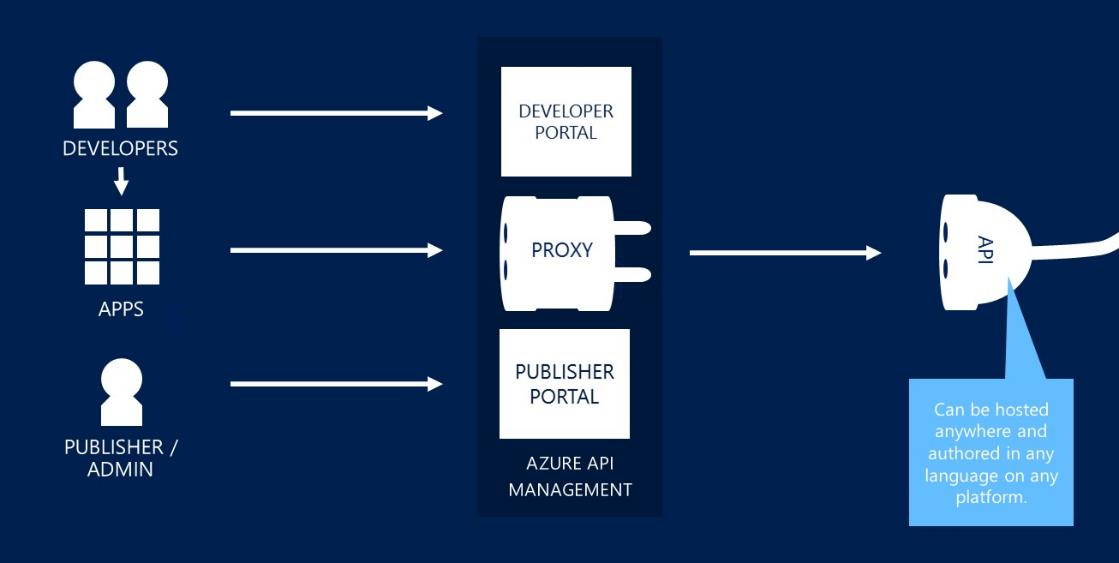 DEVELOPERS
APPS
PUBLISHER /
ADMIN
DEVELOPER
PORTAL
PROXY
PUBLISHER
PORTAL
AZURE API
MANAGEMENT
API
Can be hosted
anywhere and
authored in any
language on any
platform.